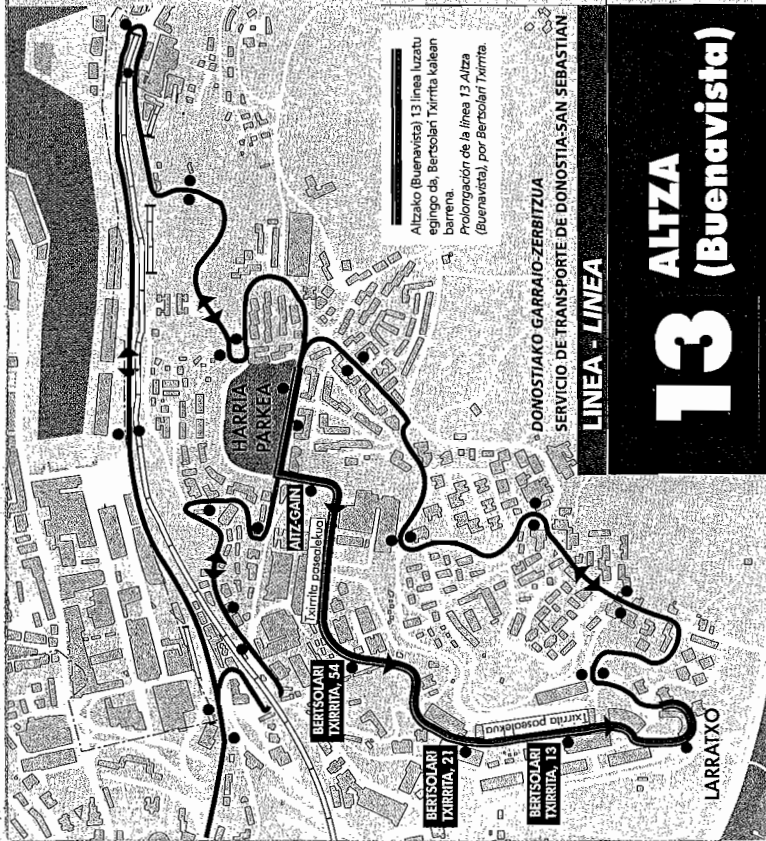 HARRIA
PARKEA
AITZ-GAIN
Txirrita pasealekua
BERTSOLARI
TXIRRITA, 54
BERTSOLARI
TXIRRITA, 21
BERTSOLARI
TXIRRITA, 13
Txirrita pasealekua
LARRATXO
Altzako (Buenavista) 13 linea luzatu
egingo da, Bertsolari Txirrita kalean
barrena.
Prolongación de la línea 13 Altza
(Buenavista), por Bertsolari Txirrita.
DONOSTIAKO GARRAIO-ZERBITZUA
SERVICIO DE TRANSPORTE DE DONOSTIA-SAN SEBASTIAN
LINEA - LINEA
13 ALTZA
(Buenavista)